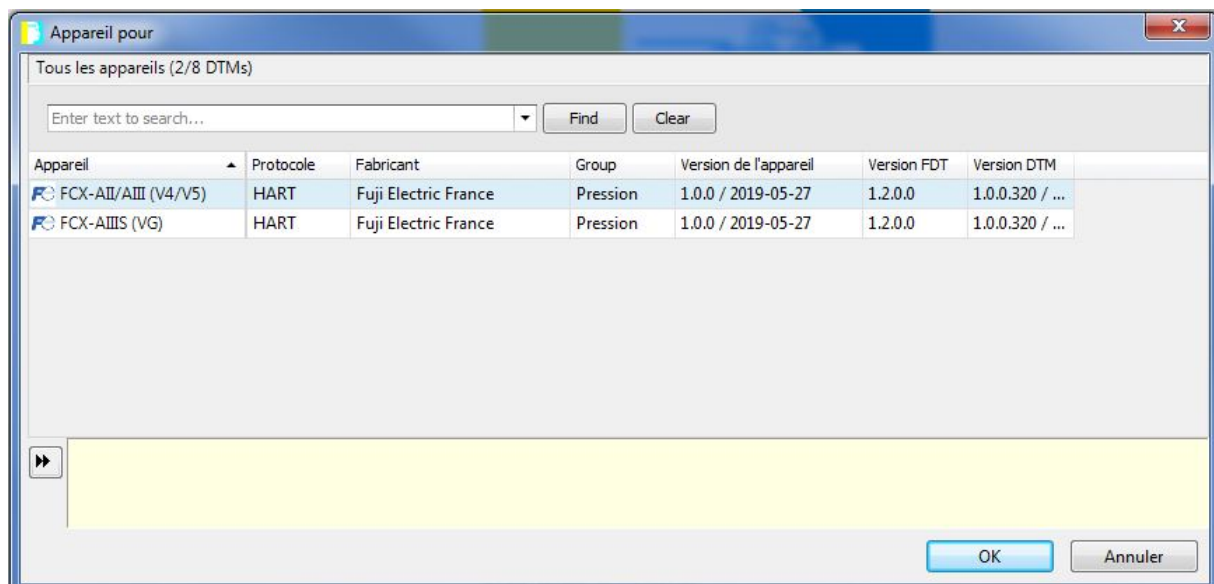 Appareil pour
Tous les appareils (2/8 DTMs)
Enter text to search...
Find
Clear
Appareil Protocole Fabricant Group Version de l'appareil Version FDT Version DTM
FCX-AII/AIII (V4/V5) HART Fuji Electric France Pression 1.0.0 / 2019-05-27 1.2.0.0 1.0.0.320 / ...
FCX-AIIIS (VG) HART Fuji Electric France Pression 1.0.0 / 2019-05-27 1.2.0.0 1.0.0.320 / ...
OK
Annuler